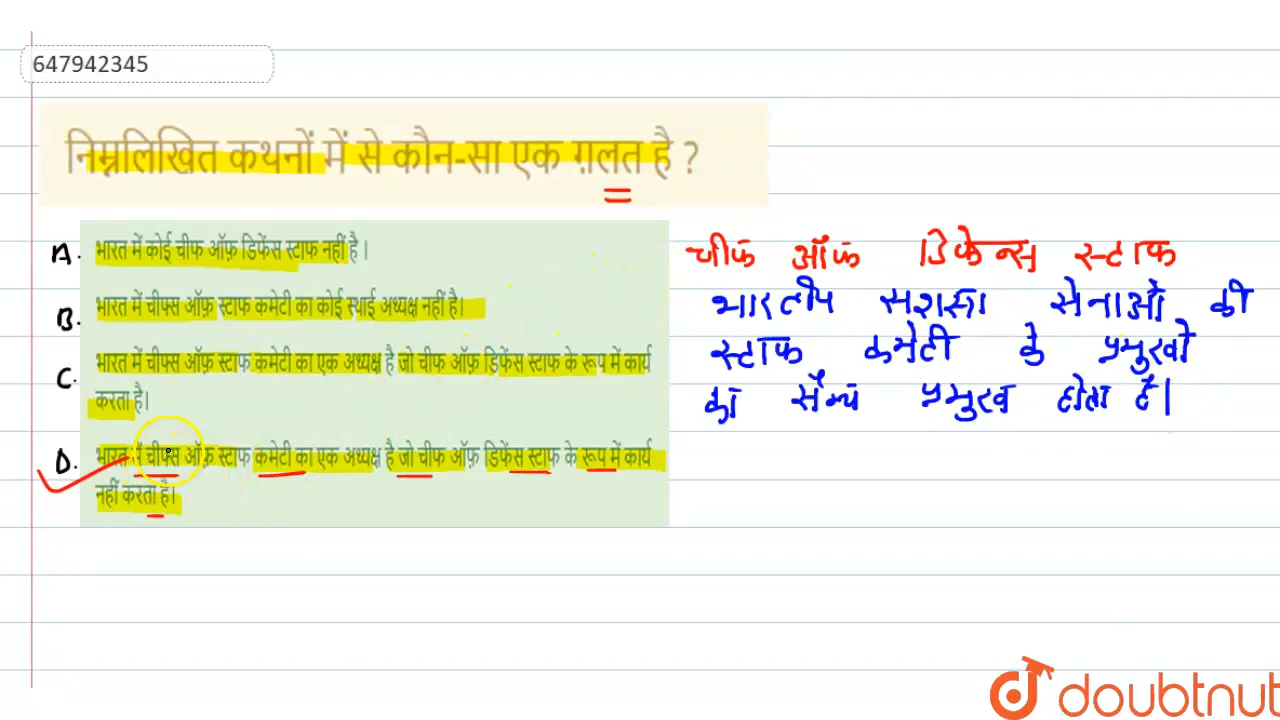 647942345
निम्नलिखित कथनों में से कौन-सा एक ग़लत है ?
A. भारत में कोई चीफ ऑफ़ डिफेंस स्टाफ नहीं है।
B. भारत में चीफ्स ऑफ़ स्टाफ कमेटी का कोई स्थाई अध्यक्ष नहीं है।
C. भारत में चीफ्स ऑफ़ स्टाफ कमेटी का एक अध्यक्ष है जो चीफ ऑफ़ डिफेंस स्टाफ के रूप में कार्य
करता है।
D. भारत में चीफ्स ऑफ़ स्टाफ कमेटी का एक अध्यक्ष है जो चीफ ऑफ़ डिफेंस स्टाफ के रूप में कार्य
नहीं करता है।
चीफ ऑफ डिफेन्स स्टाफ
भारतीय सशस्त्र सेनाओं की
स्टाफ कमेटी के प्रमुखों
का सैन्य प्रमुख होता है।
doubtnut